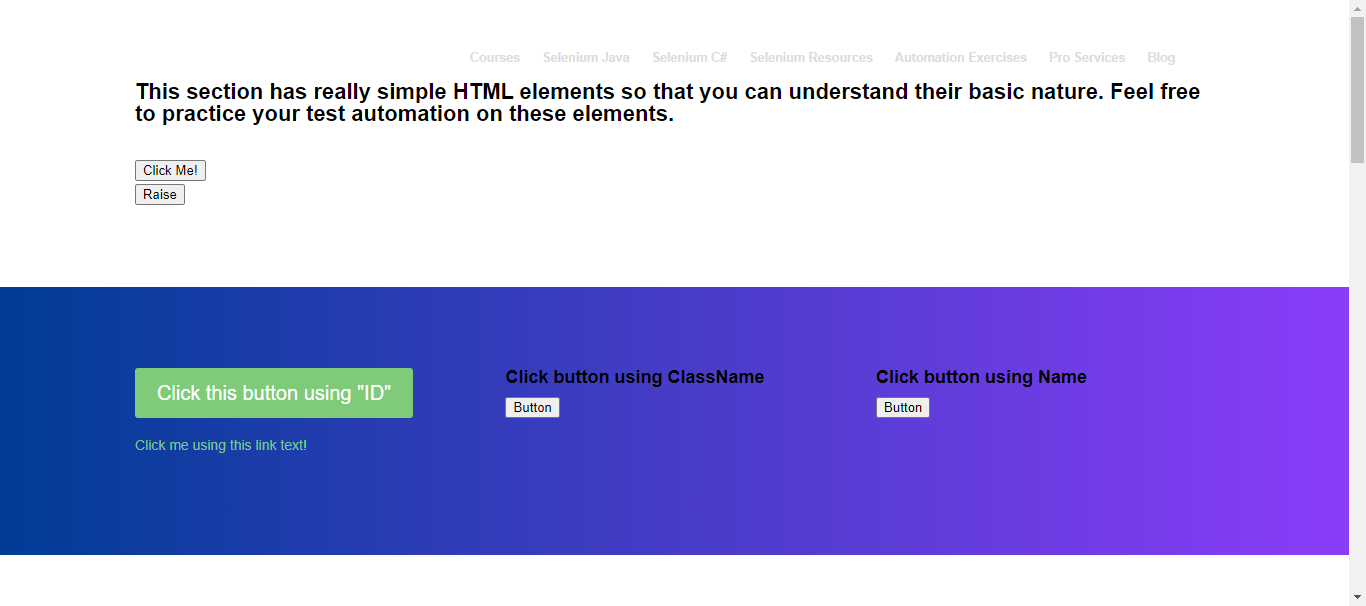 Courses Selenium Java Selenium C# Selenium Resources Automation Exercises Pro Services Blog
This section has really simple HTML elements so that you can understand their basic nature. Feel free
to practice your test automation on these elements.
Click Me!
Raise
Click this button using "ID"
Click me using this link text!
Click button using ClassName
Button
Click button using Name
Button